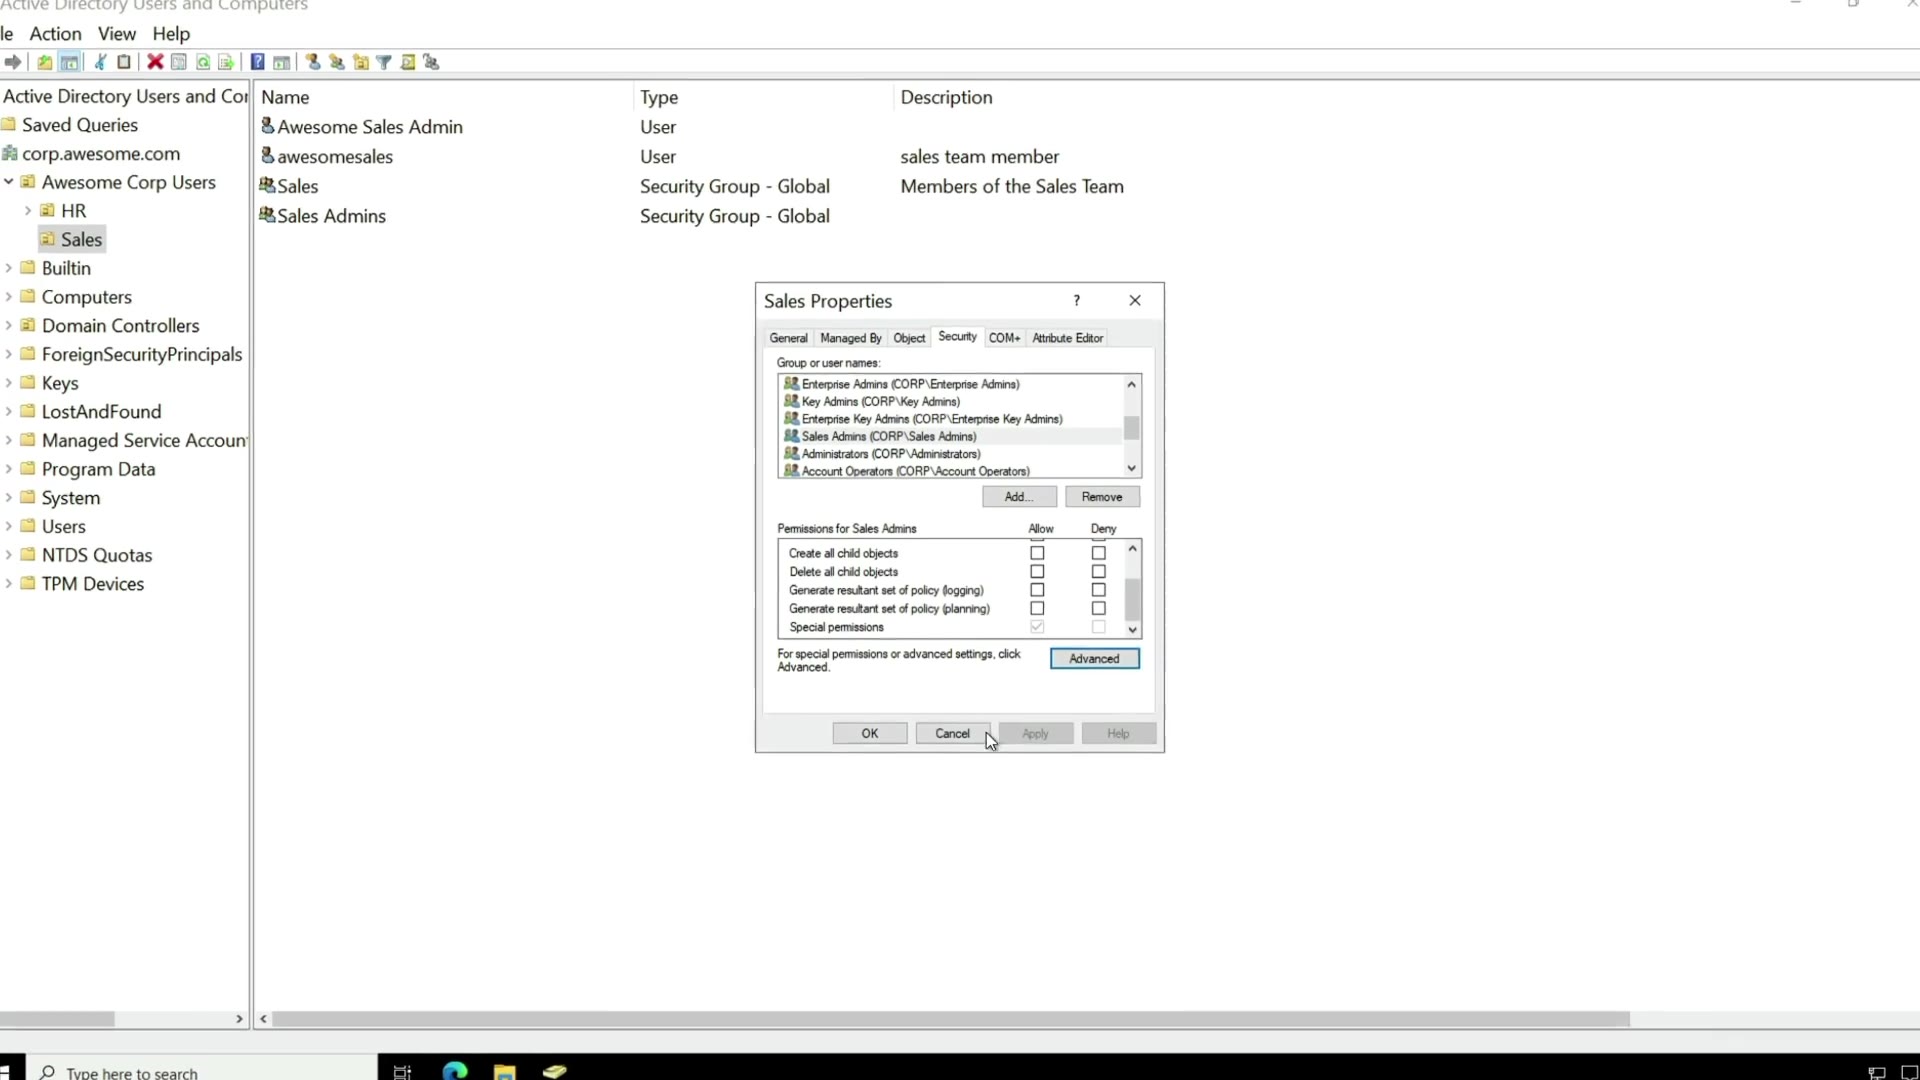 Active Directory Users and Computers
le Action View Help
Active Directory Users and Cor
Saved Queries
corp.awesome.com
Awesome Corp Users
HR
Sales
Builtin
Computers
Domain Controllers
ForeignSecurityPrincipals
Keys
LostAndFound
Managed Service Accoun
Program Data
System
Users
NTDS Quotas
TPM Devices
Name Type Description
Awesome Sales Admin User
awesomesales User sales team member
Sales Security Group - Global Members of the Sales Team
Sales Admins Security Group - Global
Sales Properties ?
General Managed By Object Security COM+ Attribute Editor
Group or user names:
Enterprise Admins (CORP\Enterprise Admins)
Key Admins (CORP\Key Admins)
Enterprise Key Admins (CORP\Enterprise Key Admins)
Sales Admins (CORP\Sales Admins)
Administrators (CORP\Administrators)
Account Operators (CORP\Account Operators)
Add... Remove
Permissions for Sales Admins Allow Deny
Create all child objects
Delete all child objects
Generate resultant set of policy (logging)
Generate resultant set of policy (planning)
Special permissions
For special permissions or advanced settings, click
Advanced.
Advanced
OK Cancel Apply Help
Type here to search